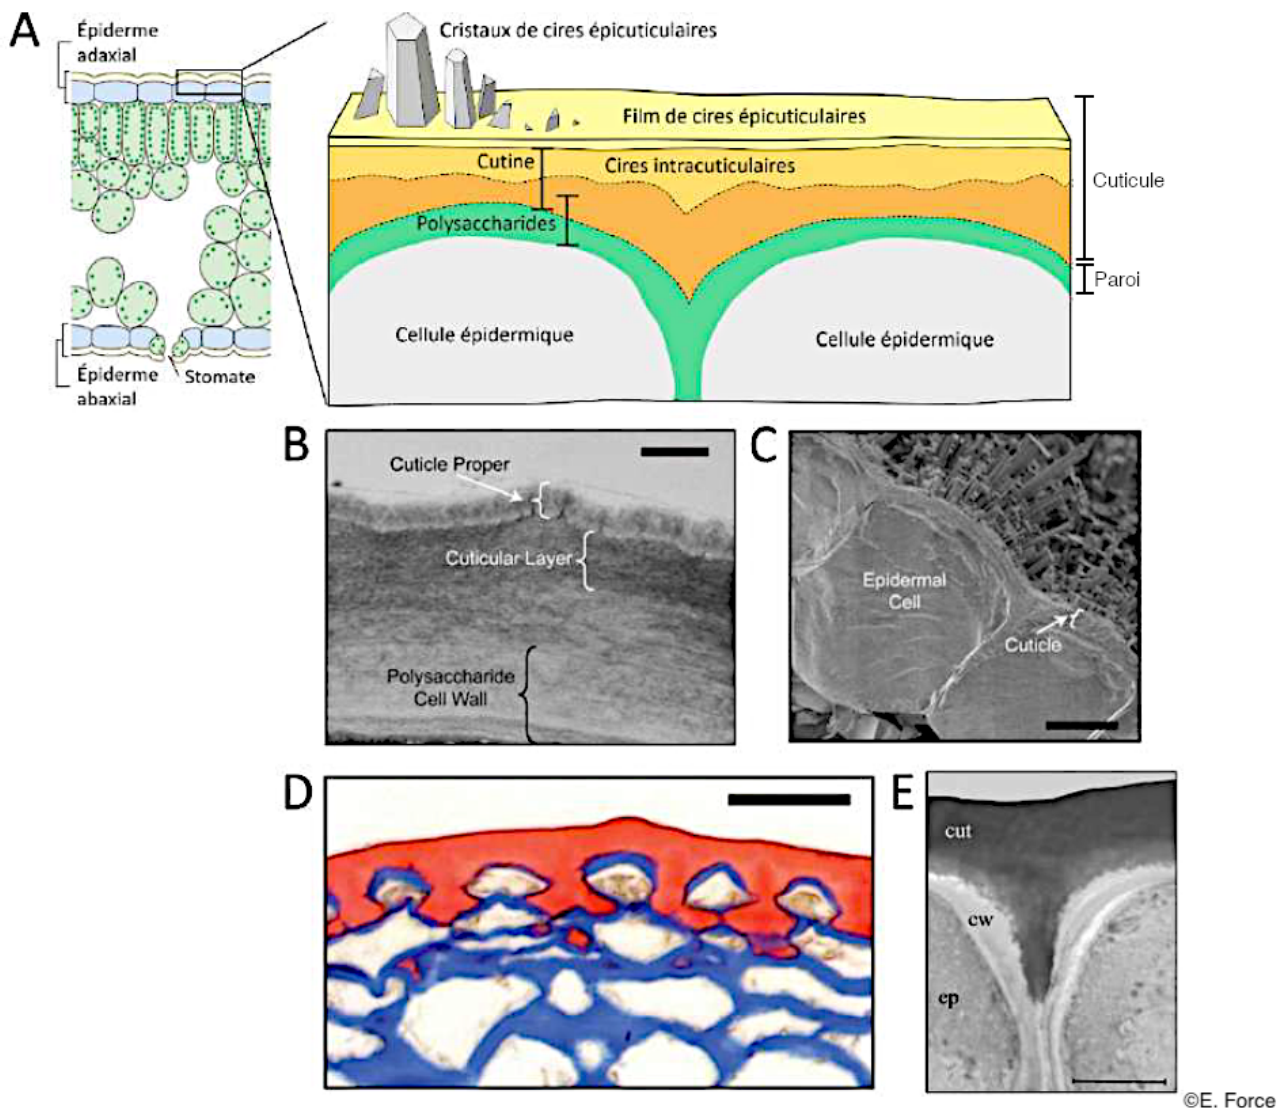 A
Épiderme
adaxial
Cristaux de cires épicuticulaires
Film de cires épicuticulaires
Cutine
Cires intracuticulaires
Polysaccharides
Cuticule
Paroi
Cellule épidermique
Cellule épidermique
Épiderme
abaxial
Stomate
B
Cuticle Proper
Cuticular Layer
Polysaccharide
Cell Wall
C
Epidermal
Cell
Cuticle
D
E
cut
cw
ep
©E. Force